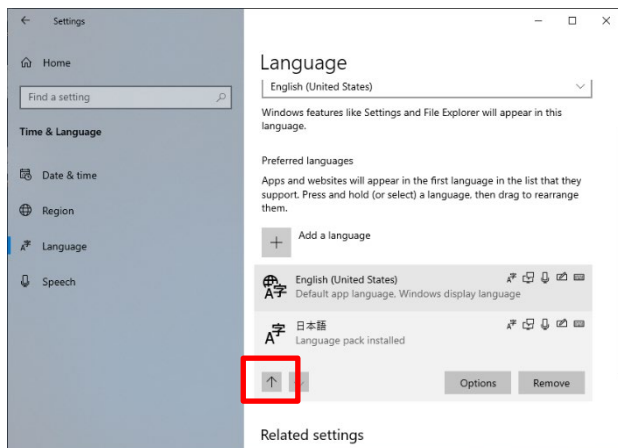 Settings
Home
Find a setting
Time & Language
Date & time
Region
Language
Speech
Language
English (United States)
Windows features like Settings and File Explorer will appear in this
language.
Preferred languages
Apps and websites will appear in the first language in the list that they
support. Press and hold (or select) a language, then drag to rearrange
them.
Add a language
English (United States)
Default app language, Windows display language
日本語
Language pack installed
Options Remove
Related settings